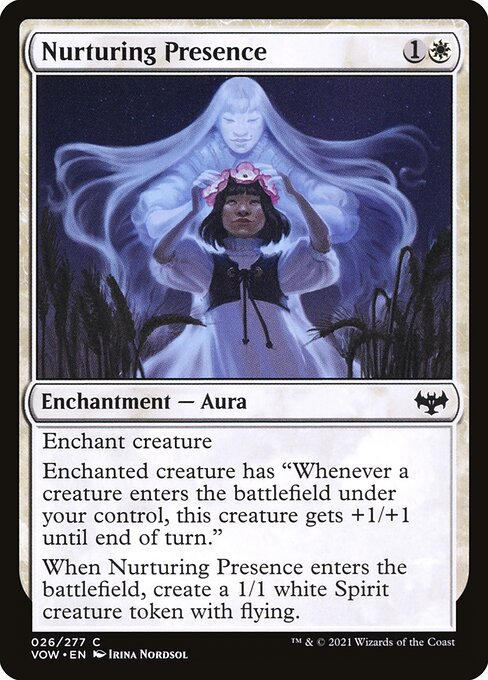 Nurturing Presence 1
Enchantment — Aura
Enchant creature
Enchanted creature has “Whenever a
creature enters the battlefield under
your control, this creature gets +1/+1
until end of turn.”
When Nurturing Presence enters the
battlefield, create a 1/1 white Spirit
creature token with flying.
026/277 C
VOW • EN Irina Nordsol
™ & © 2021 Wizards of the Coast